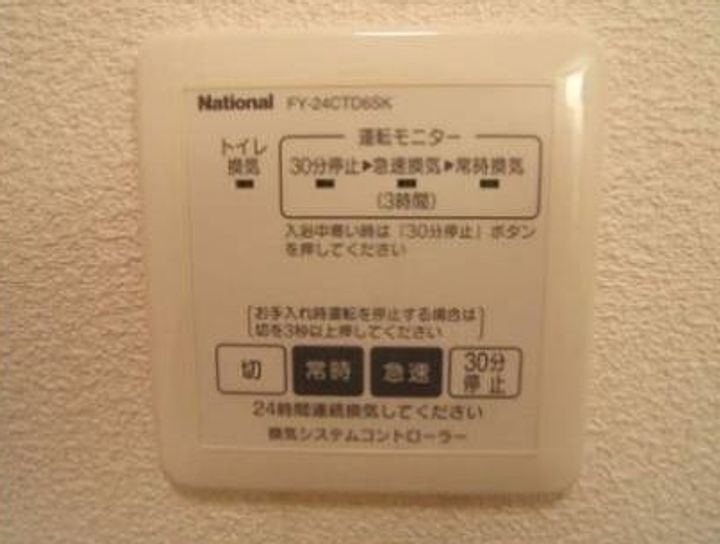 National FY-24CTD6SK
トイレ
換気
運転モニター
30分停止▶急速換気▶常時換気
(3時間)
入浴中寒い時は「30分停止」ボタン
を押してください
お手入れ時運転を停止する場合は
切を3秒以上押してください
切 常時 急速 30分
停止
24時間連続換気してください
換気システムコントローラー